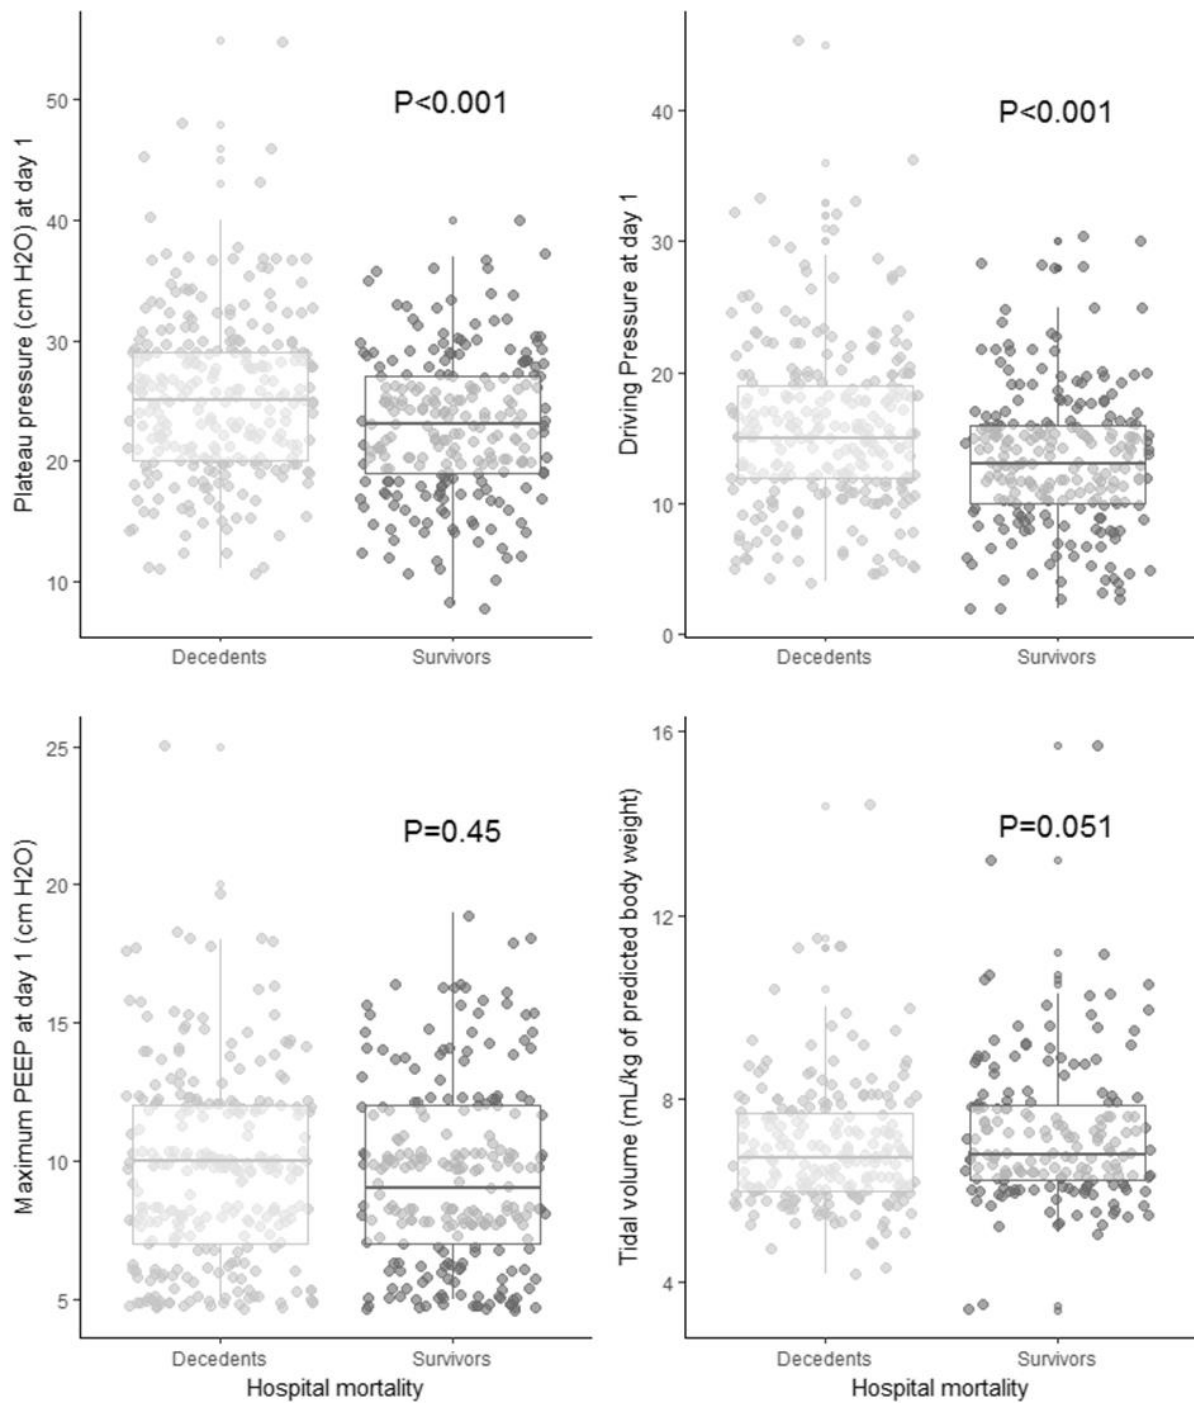 Plateau pressure (cm H2O) at day 1
50
40
30
20
10
P<0.001
Decedents Survivors
Driving Pressure at day 1
40
30
20
10
0
P<0.001
Decedents Survivors
Maximum PEEP at day 1 (cm H2O)
25
20
15
10
5
P=0.45
Decedents Survivors
Hospital mortality
Tidal volume (mL/kg of predicted body weight)
16
12
8
4
P=0.051
Decedents Survivors
Hospital mortality